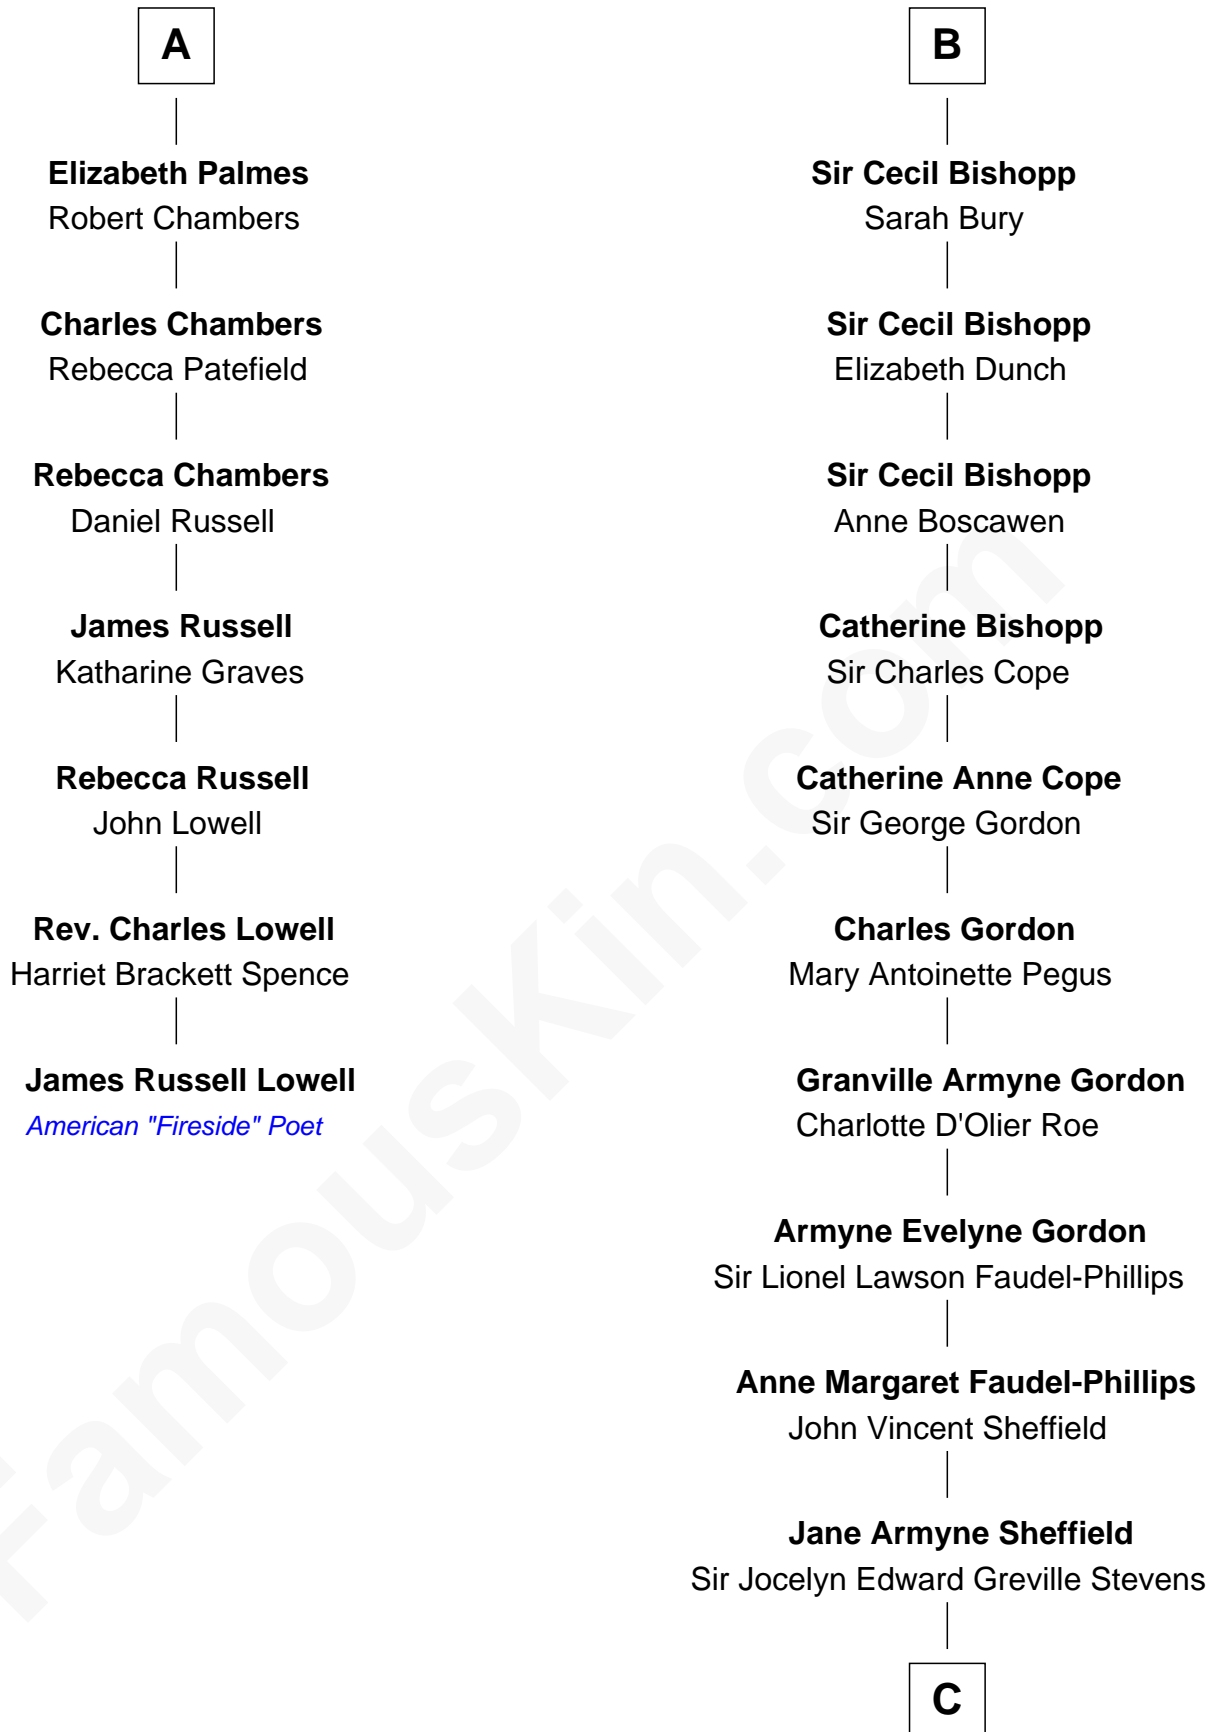 A
Elizabeth Palmes
Robert Chambers
Charles Chambers
Rebecca Patefield
Rebecca Chambers
Daniel Russell
James Russell
Katharine Graves
Rebecca Russell
John Lowell
Rev. Charles Lowell
Harriet Brackett Spence
James Russell Lowell
American "Fireside" Poet
B
Sir Cecil Bishopp
Sarah Bury
Sir Cecil Bishopp
Elizabeth Dunch
Sir Cecil Bishopp
Anne Boscawen
Catherine Bishopp
Sir Charles Cope
Catherine Anne Cope
Sir George Gordon
Charles Gordon
Mary Antoinette Pegus
Granville Armyne Gordon
Charlotte D'Olier Roe
Armyne Evelyne Gordon
Sir Lionel Lawson Faudel-Phillips
Anne Margaret Faudel-Phillips
John Vincent Sheffield
Jane Armyne Sheffield
Sir Jocelyn Edward Greville Stevens
C
FamousKin.com